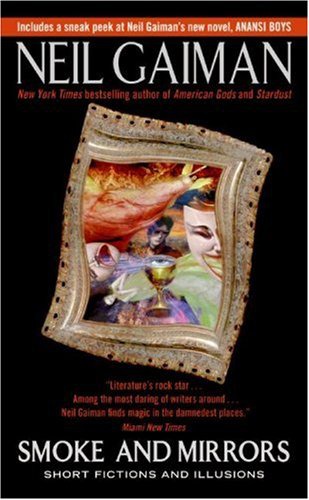 Includes a sneak peek at Neil Gaiman's new novel, ANANSI BOYS
NEIL GAIMAN
New York Times bestselling author of American Gods and Stardust
"Literature's rock star . . .
Among the most daring of writers around . . .
Neil Gaiman finds magic in the damnedest places."
Miami New Times
SMOKE AND MIRRORS
SHORT FICTIONS AND ILLUSIONS